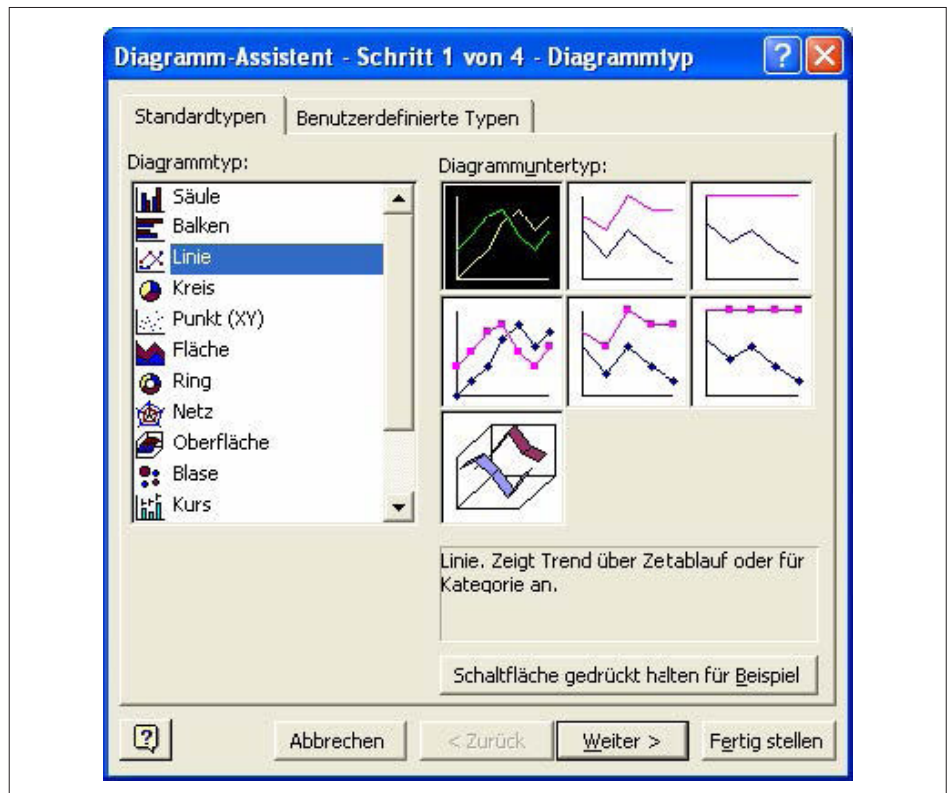 Diagramm-Assistent - Schritt 1 von 4 - Diagrammtyp
Standardtypen
Benutzerdefinierte Typen
Diagrammtyp:
Säule
Balken
Linie
Kreis
Punkt (XY)
Fläche
Ring
Netz
Oberfläche
Blase
Kurs
Diagrammuntertyp:
Linie. Zeigt Trend über Zetablauf oder für
Kategorie an.
Schaltfläche gedrückt halten für Beispiel
Abbrechen
< Zurück
Weiter >
Fertig stellen